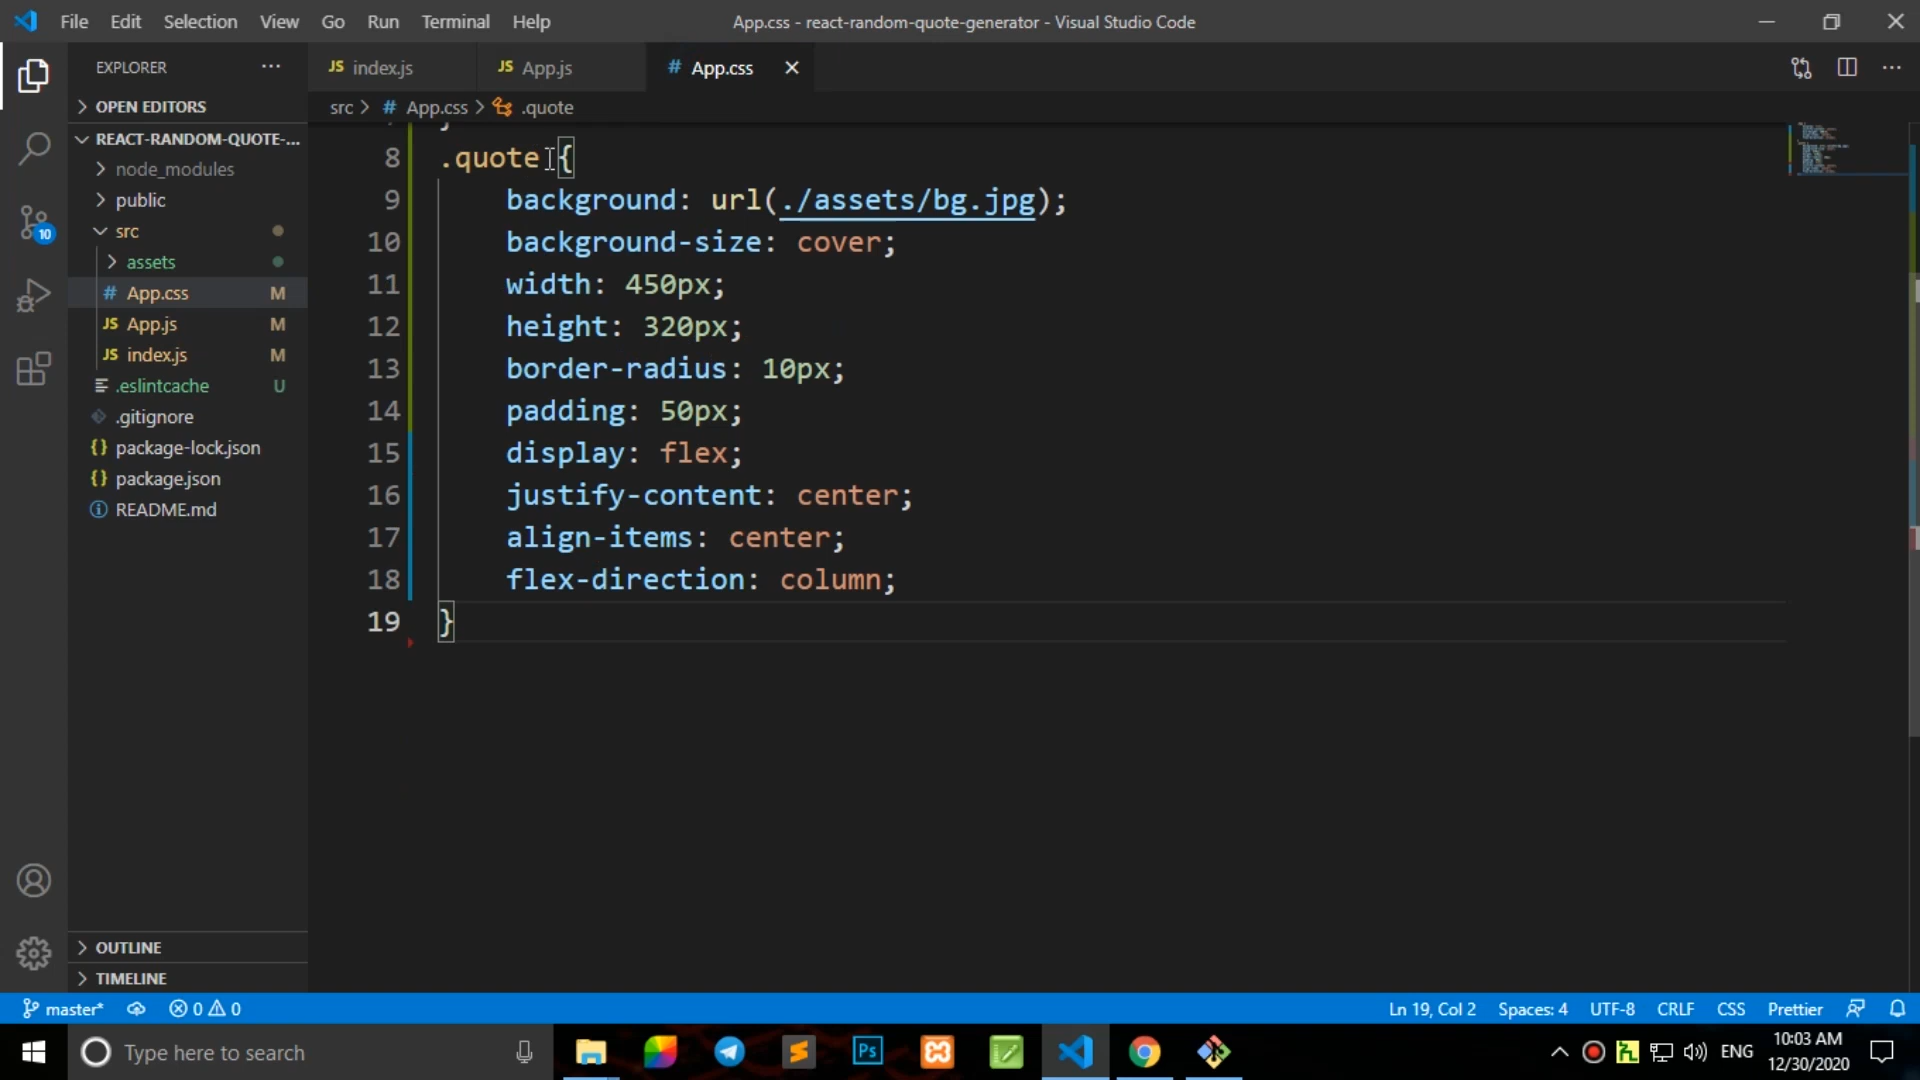 File Edit Selection View Go Run Terminal Help
App.css - react-random-quote-generator - Visual Studio Code
EXPLORER
OPEN EDITORS
REACT-RANDOM-QUOTE-...
node_modules
public
src
assets
# App.css M
JS App.js M
JS index.js M
.eslintcache U
.gitignore
{} package-lock.json
{} package.json
README.md
OUTLINE
TIMELINE
10
JS index.js
JS App.js
# App.css
src > # App.css > .quote
8 .quote {
9 background: url(./assets/bg.jpg);
10 background-size: cover;
11 width: 450px;
12 height: 320px;
13 border-radius: 10px;
14 padding: 50px;
15 display: flex;
16 justify-content: center;
17 align-items: center;
18 flex-direction: column;
19 }
master* 0 0
Ln 19, Col 2 Spaces: 4 UTF-8 CRLF CSS Prettier
Type here to search
Ps
ENG
10:03 AM
12/30/2020